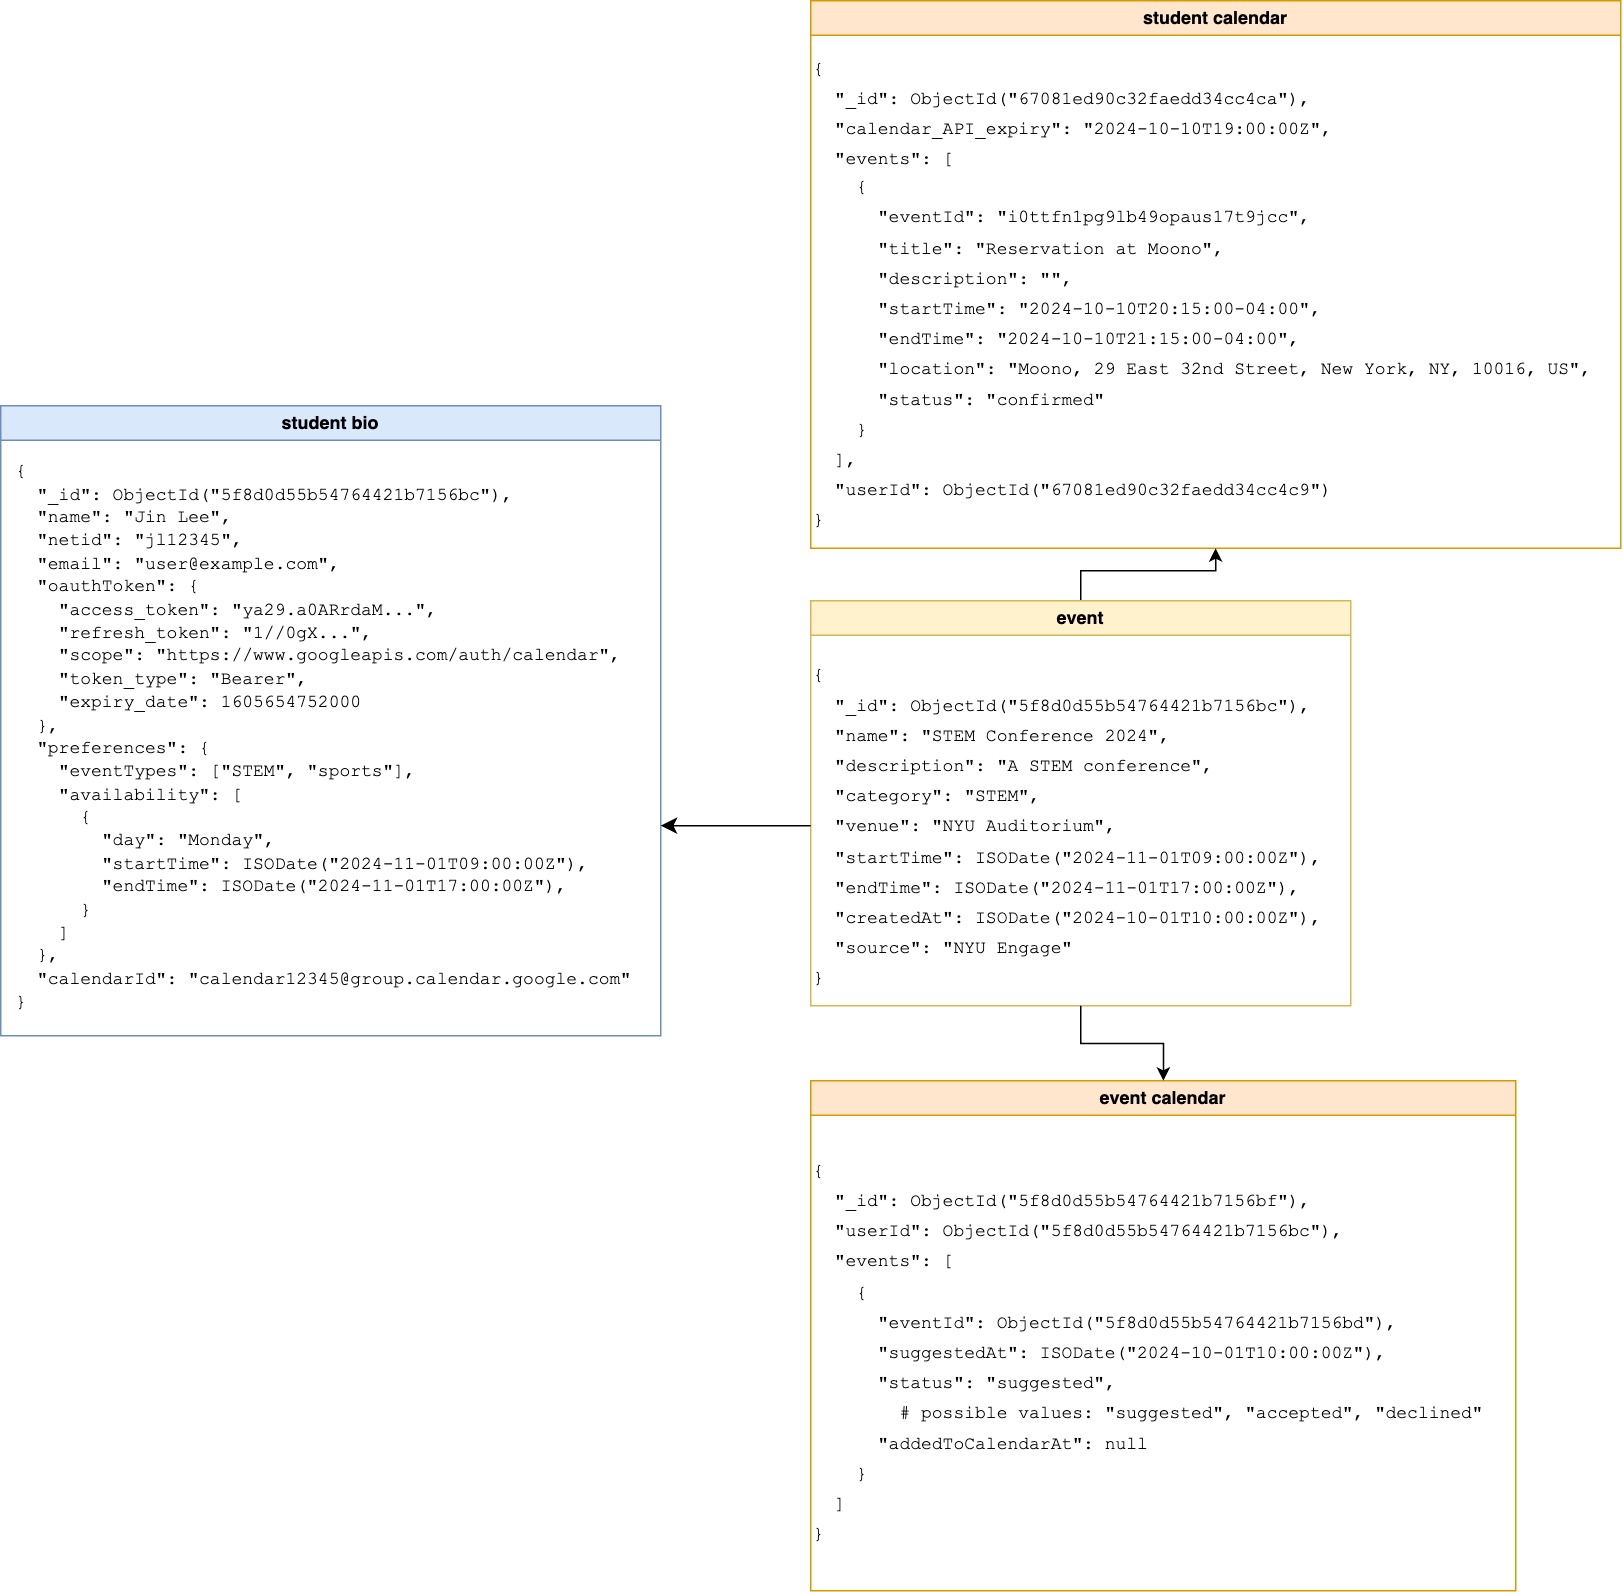 student calendar
{
  "_id": ObjectId("67081ed90c32faedd34cc4ca"),
  "calendar_API_expiry": "2024-10-10T19:00:00Z",
  "events": [
    {
      "eventId": "i0ttfn1pg9lb49opaus17t9jcc",
      "title": "Reservation at Moono",
      "description": "",
      "startTime": "2024-10-10T20:15:00-04:00",
      "endTime": "2024-10-10T21:15:00-04:00",
      "location": "Moono, 29 East 32nd Street, New York, NY, 10016, US",
      "status": "confirmed"
    }
  ],
  "userId": ObjectId("67081ed90c32faedd34cc4c9")
}
student bio
{
  "_id": ObjectId("5f8d0d55b54764421b7156bc"),
  "name": "Jin Lee",
  "netid": "jl12345",
  "email": "user@example.com",
  "oauthToken": {
    "access_token": "ya29.a0ARrdaM...",
    "refresh_token": "1//0gX...",
    "scope": "https://www.googleapis.com/auth/calendar",
    "token_type": "Bearer",
    "expiry_date": 1605654752000
  },
  "preferences": {
    "eventTypes": ["STEM", "sports"],
    "availability": [
      {
        "day": "Monday",
        "startTime": ISODate("2024-11-01T09:00:00Z"),
        "endTime": ISODate("2024-11-01T17:00:00Z"),
      }
    ]
  },
  "calendarId": "calendar12345@group.calendar.google.com"
}
event
{
  "_id": ObjectId("5f8d0d55b54764421b7156bc"),
  "name": "STEM Conference 2024",
  "description": "A STEM conference",
  "category": "STEM",
  "venue": "NYU Auditorium",
  "startTime": ISODate("2024-11-01T09:00:00Z"),
  "endTime": ISODate("2024-11-01T17:00:00Z"),
  "createdAt": ISODate("2024-10-01T10:00:00Z"),
  "source": "NYU Engage"
}
event calendar
{
  "_id": ObjectId("5f8d0d55b54764421b7156bf"),
  "userId": ObjectId("5f8d0d55b54764421b7156bc"),
  "events": [
    {
      "eventId": ObjectId("5f8d0d55b54764421b7156bd"),
      "suggestedAt": ISODate("2024-10-01T10:00:00Z"),
      "status": "suggested",
        # possible values: "suggested", "accepted", "declined"
      "addedToCalendarAt": null
    }
  ]
}